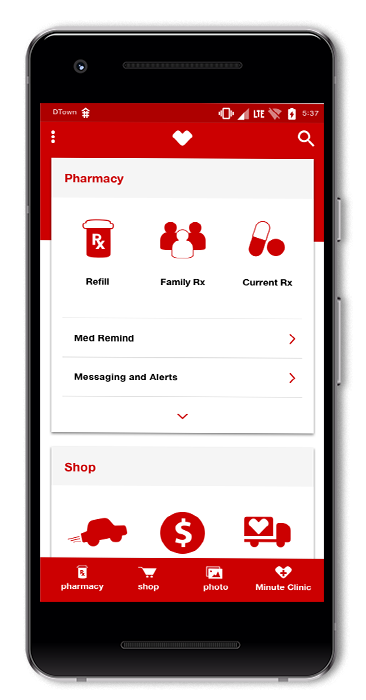 DTown LTE 5:37
Pharmacy
Rx
Refill Family Rx Current Rx
Med Remind
Messaging and Alerts
Shop
$
Rx
pharmacy shop photo Minute Clinic